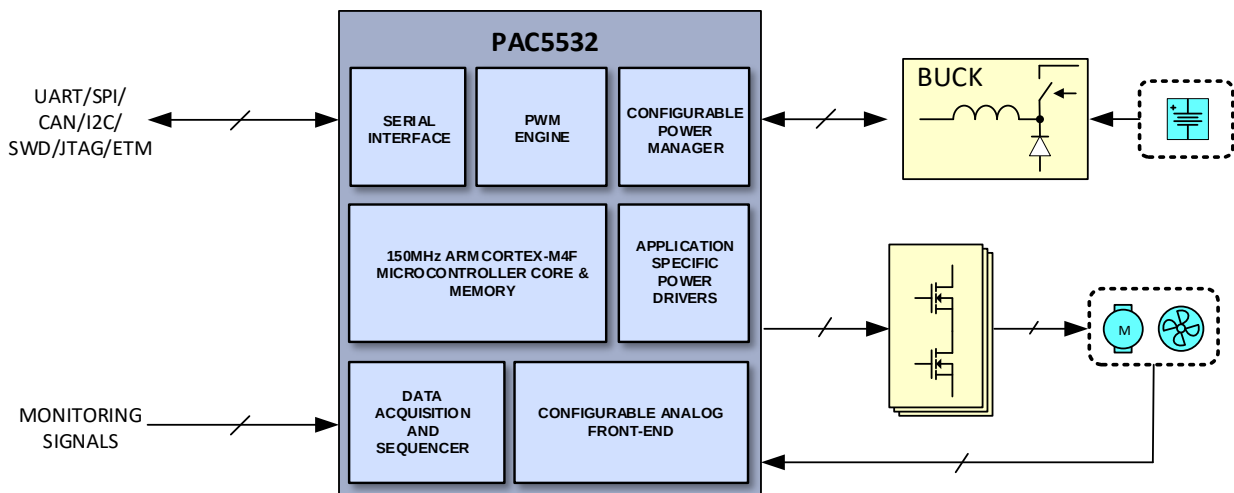 PAC5532
UART/SPI/
CAN/I2C/
SWD/JTAG/ETM
SERIAL
INTERFACE
PWM
ENGINE
CONFIGURABLE
POWER
MANAGER
BUCK
+
150MHz ARM CORTEX-M4F
MICROCONTROLLER CORE &
MEMORY
APPLICATION
SPECIFIC
POWER
DRIVERS
M
MONITORING
SIGNALS
DATA
ACQUISITION
AND
SEQUENCER
CONFIGURABLE ANALOG
FRONT-END